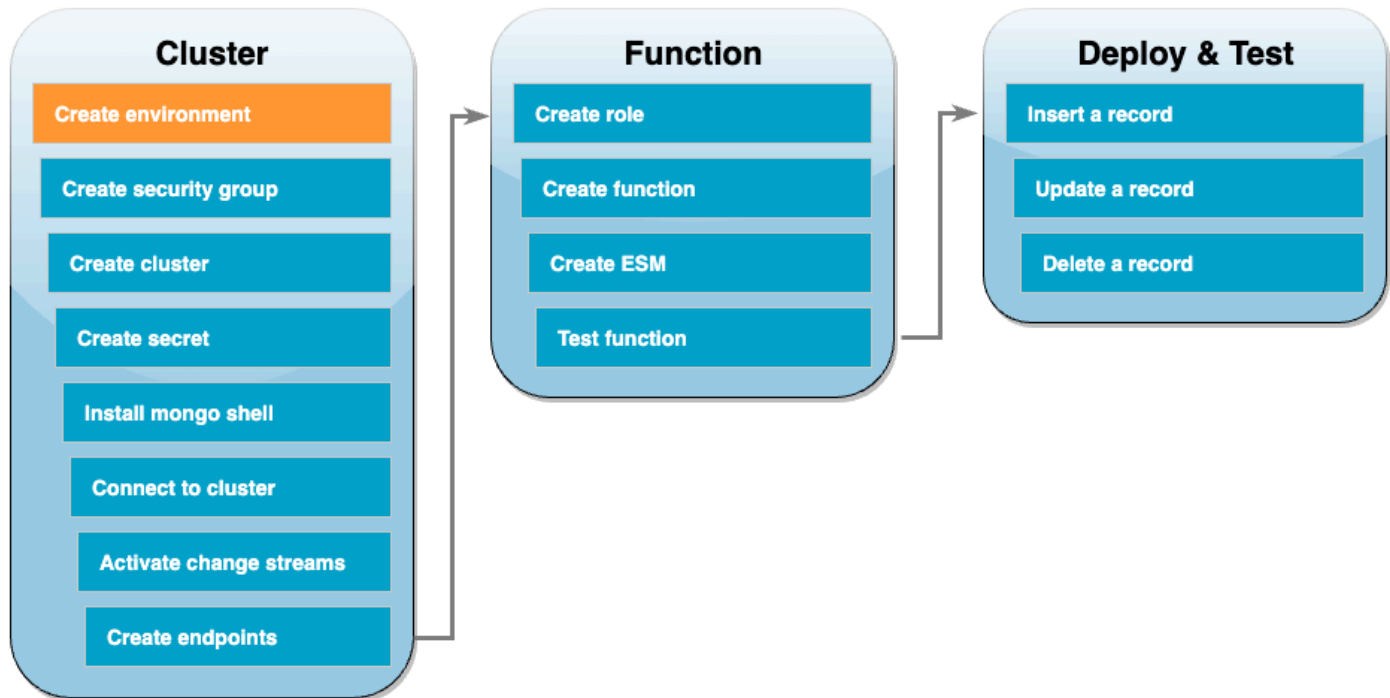 Cluster
Create environment
Create security group
Create cluster
Create secret
Install mongo shell
Connect to cluster
Activate change streams
Create endpoints
Function
Create role
Create function
Create ESM
Test function
Deploy & Test
Insert a record
Update a record
Delete a record